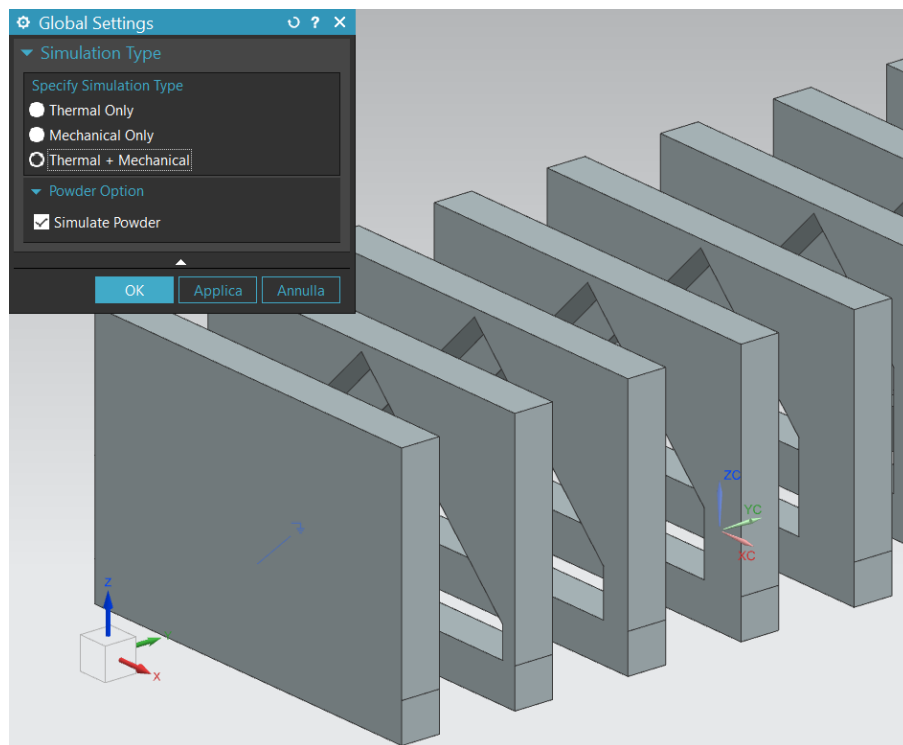 Global Settings
?
Simulation Type
Specify Simulation Type
Thermal Only
Mechanical Only
Thermal + Mechanical
Powder Option
Simulate Powder
OK Applica Annulla
ZC
YC
XC
Z
Y
X